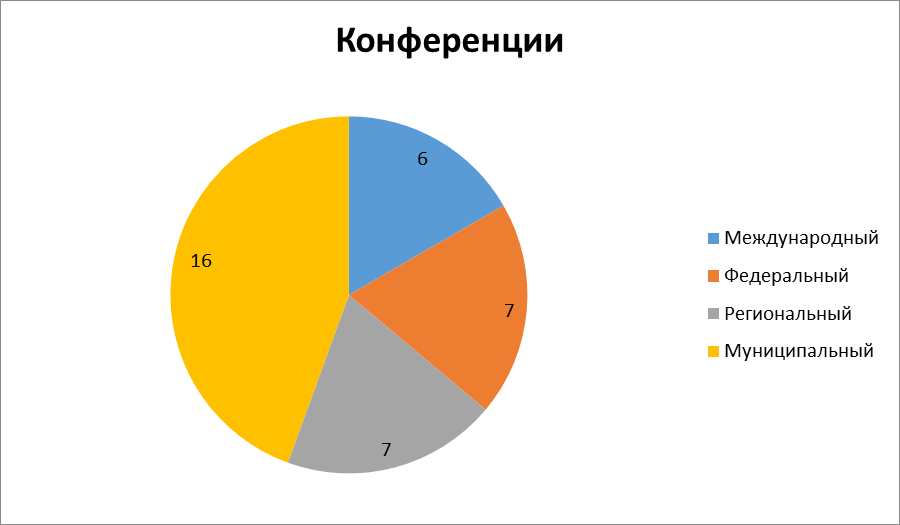 Конференции
6
7
7
16
Международный
Федеральный
Региональный
Муниципальный